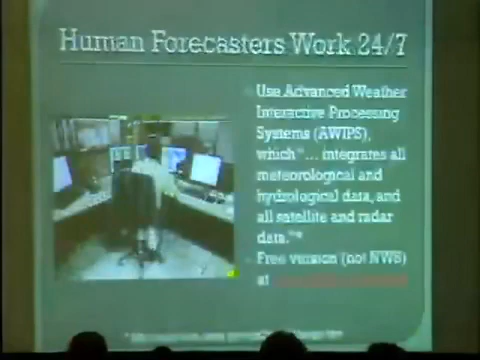 Human Forecasters Work 24/7
Use Advanced Weather
Interactive Processing
Systems (AWIPS),
which "... integrates all
meteorological and
hydrological data, and
all satellite and radar
data."*
Free version (not NWS)
at